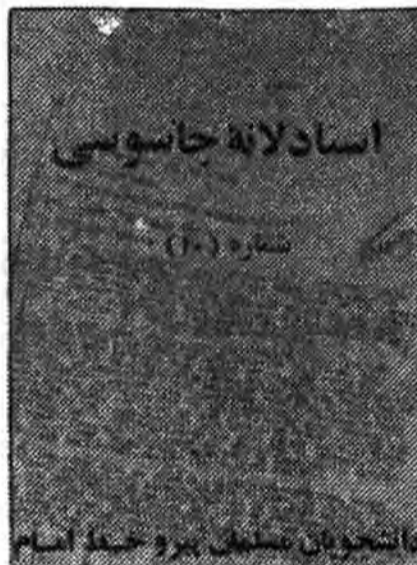 اسناد لانهٔ جاسوسی
شماره (۱۰)
دانشجویان مسلمان پیرو خط امام